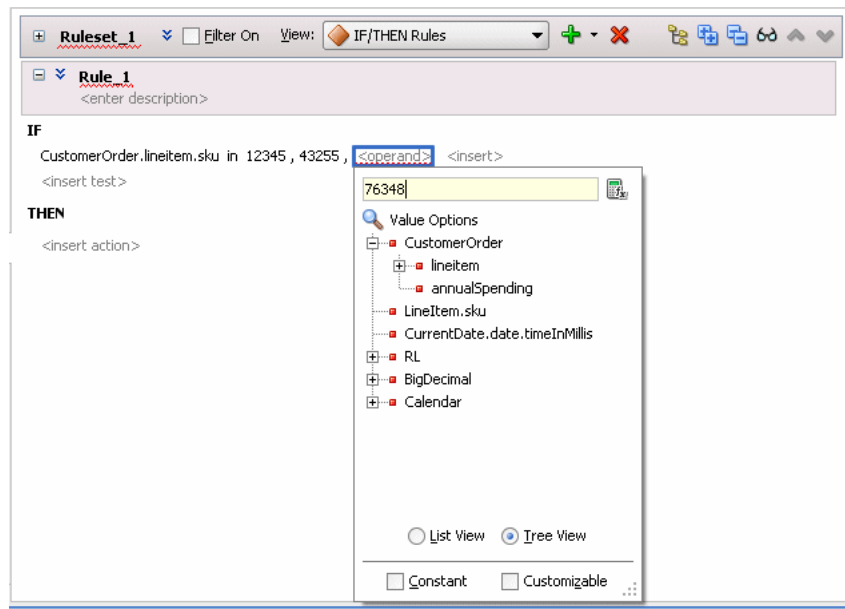 Ruleset_1 Filter On View: IF/THEN Rules
Rule_1
<enter description>
IF
CustomerOrder.lineitem.sku in 12345 , 43255 , <operand> <insert>
<insert test>
76348
Value Options
THEN
CustomerOrder
<insert action>
lineitem
annualSpending
LineItem.sku
CurrentDate.date.timeInMillis
RL
BigDecimal
Calendar
List View Tree View
Constant Customizable